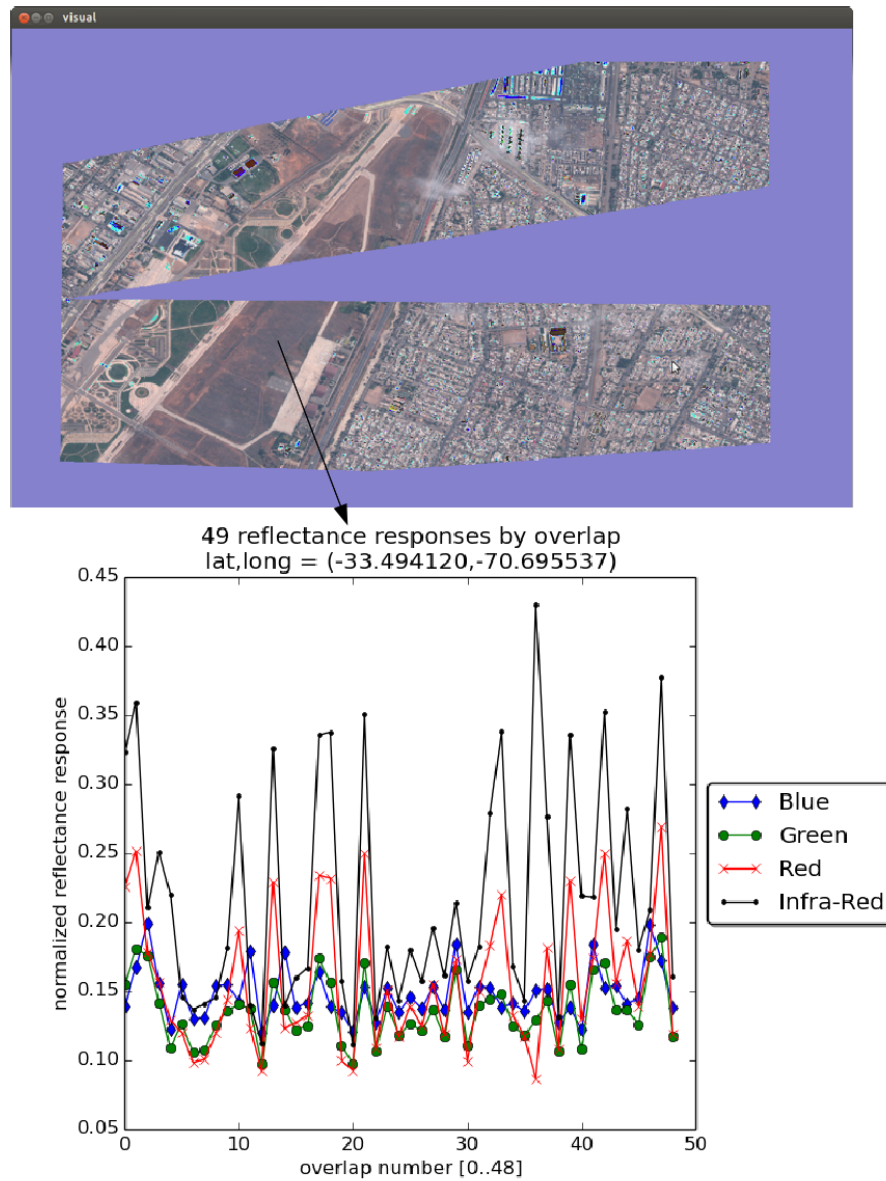 visual
49 reflectance responses by overlap
lat,long = (-33.494120,-70.695537)
0.45
0.40
0.35
0.30
0.25
0.20
0.15
0.10
0.05
normalized reflectance response
0
10
20
30
40
50
overlap number [0..48]
Blue
Green
Red
Infra-Red